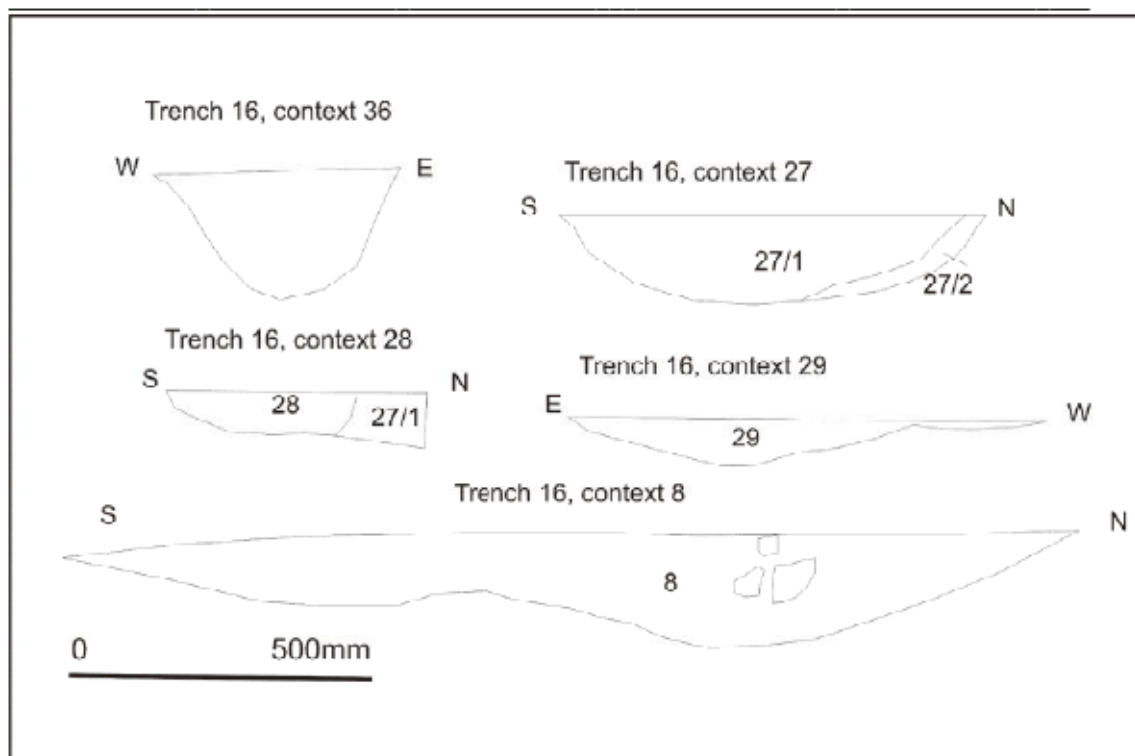 Trench 16, context 36
W E
Trench 16, context 27
S N
27/1
27/2
Trench 16, context 28
S N
28 27/1
Trench 16, context 29
E W
29
Trench 16, context 8
S N
8
0 500mm